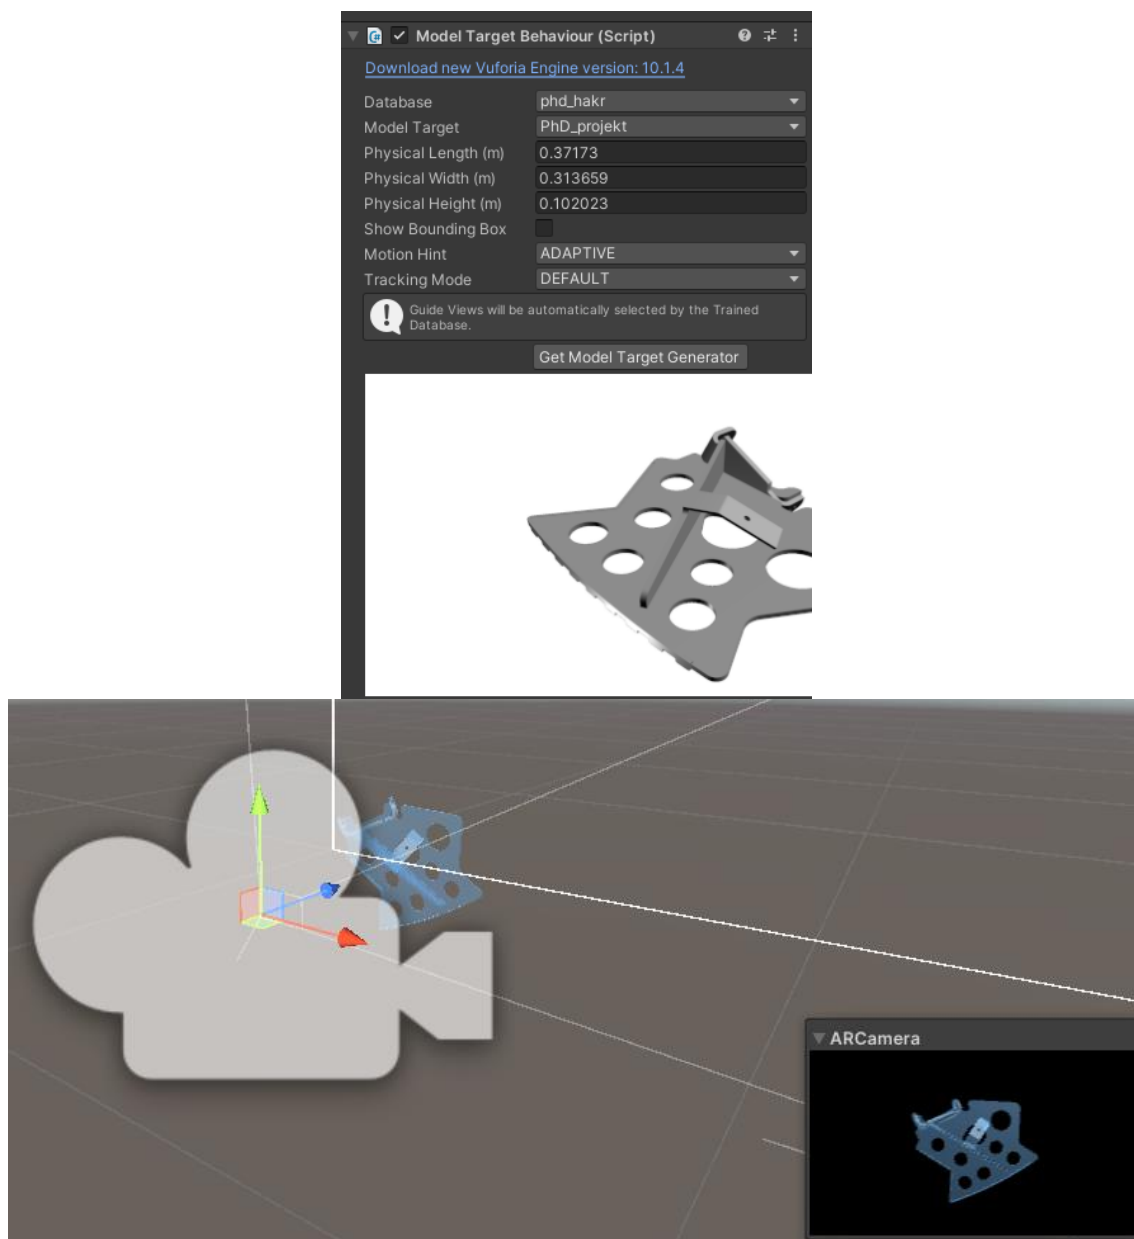 Model Target Behaviour (Script)
Download new Vuforia Engine version: 10.1.4
Database phd_hakr
Model Target PhD_projekt
Physical Length (m) 0.37173
Physical Width (m) 0.313659
Physical Height (m) 0.102023
Show Bounding Box
Motion Hint ADAPTIVE
Tracking Mode DEFAULT
Guide Views will be automatically selected by the Trained
Database.
Get Model Target Generator
ARCamera